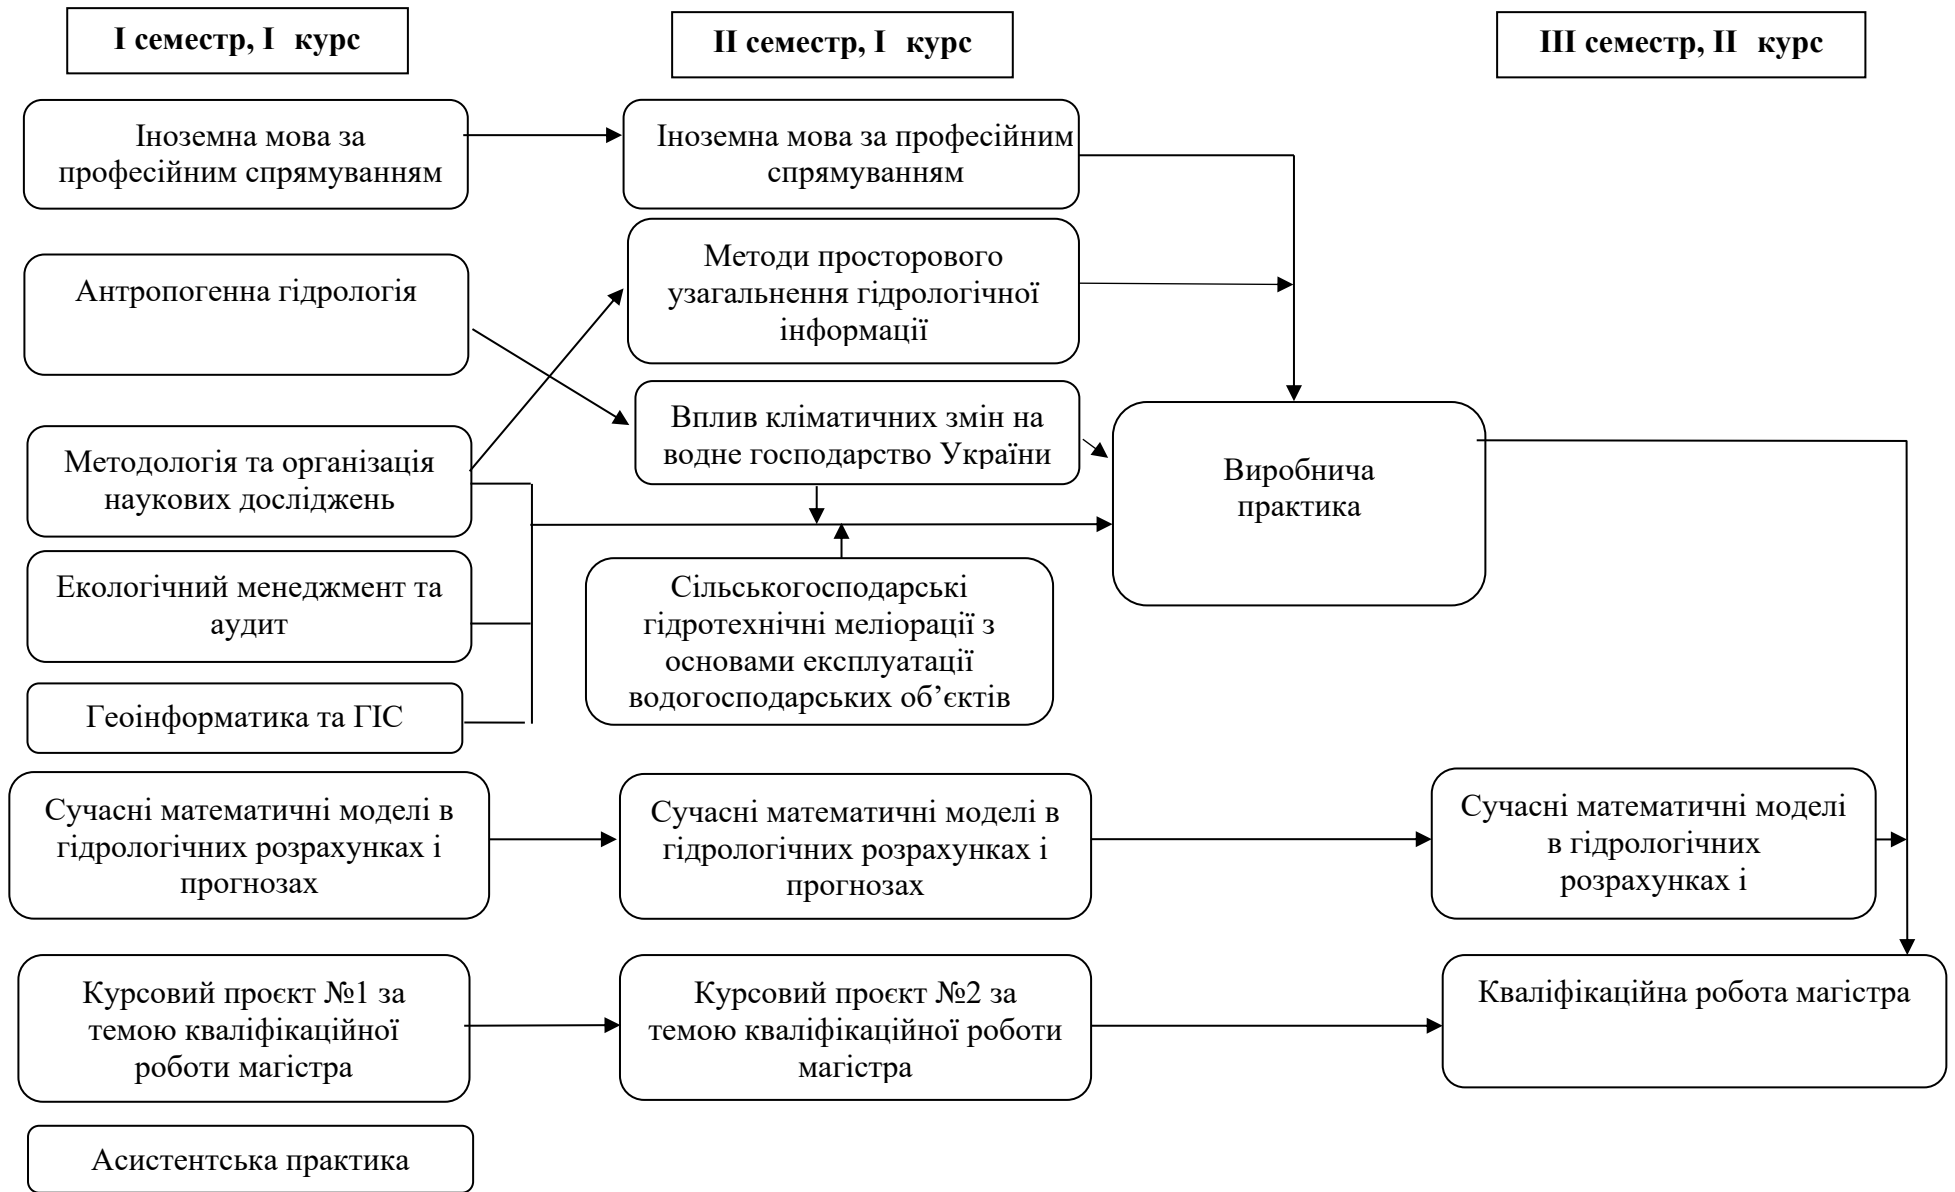 І семестр, І курс
ІІ семестр, І курс
ІІІ семестр, ІІ курс
Іноземна мова за
професійним спрямуванням
Іноземна мова за професійним
спрямуванням
Антропогенна гідрологія
Методи просторового
узагальнення гідрологічної
інформації
Методологія та організація
наукових досліджень
Вплив кліматичних змін на
водне господарство України
Виробнича
практика
Екологічний менеджмент та
аудит
Сільськогосподарські
гідротехнічні меліорації з
основами експлуатації
водогосподарських об’єктів
Геоінформатика та ГІС
Сучасні математичні моделі в
гідрологічних розрахунках і
прогнозах
Сучасні математичні моделі в
гідрологічних розрахунках і
прогнозах
Сучасні математичні моделі
в гідрологічних
розрахунках і
Курсовий проєкт №1 за
темою кваліфікаційної
роботи магістра
Курсовий проєкт №2 за
темою кваліфікаційної роботи
магістра
Кваліфікаційна робота магістра
Асистентська практика